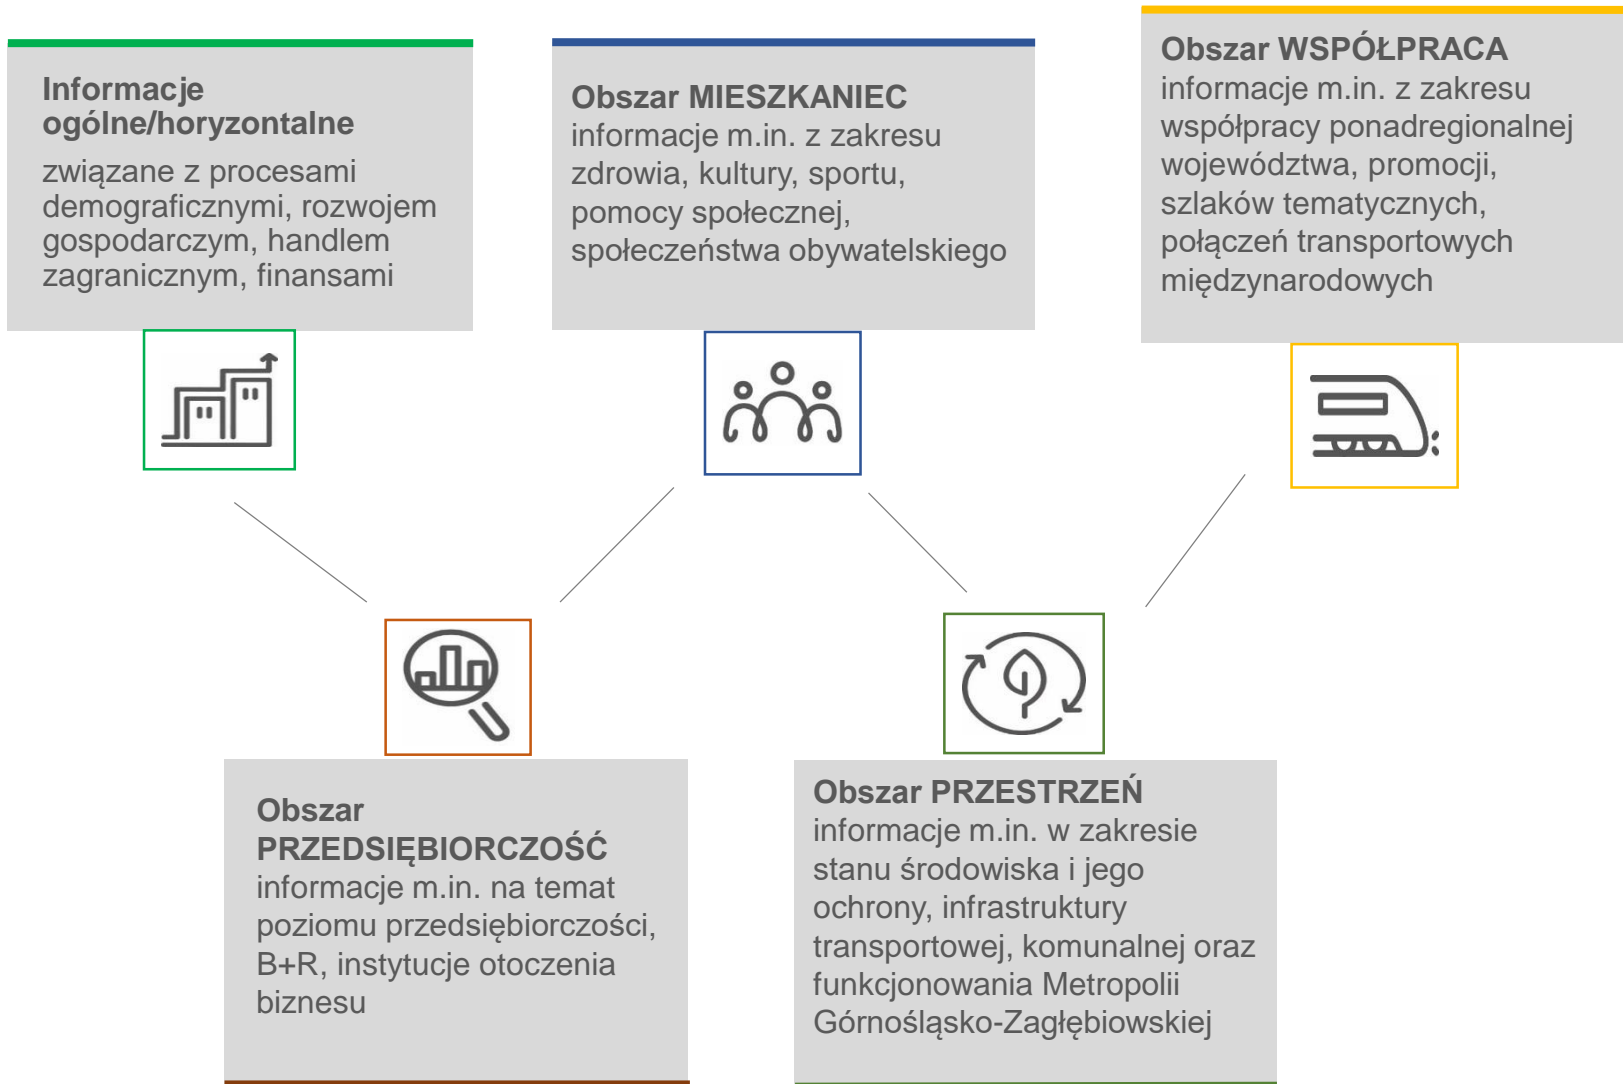 Informacje
ogólne/horyzontalne
związane z procesami
demograficznymi, rozwojem
gospodarczym, handlem
zagranicznym, finansami
Obszar MIESZKANIEC
informacje m.in. z zakresu
zdrowia, kultury, sportu,
pomocy społecznej,
społeczeństwa obywatelskiego
Obszar WSPÓŁPRACA
informacje m.in. z zakresu
współpracy ponadregionalnej
województwa, promocji,
szlaków tematycznych,
połączeń transportowych
międzynarodowych
Obszar
PRZEDSIĘBIORCZOŚĆ
informacje m.in. na temat
poziomu przedsiębiorczości,
B+R, instytucje otoczenia
biznesu
Obszar PRZESTRZEŃ
informacje m.in. w zakresie
stanu środowiska i jego
ochrony, infrastruktury
transportowej, komunalnej oraz
funkcjonowania Metropolii
Górnośląsko-Zagłębiowskiej